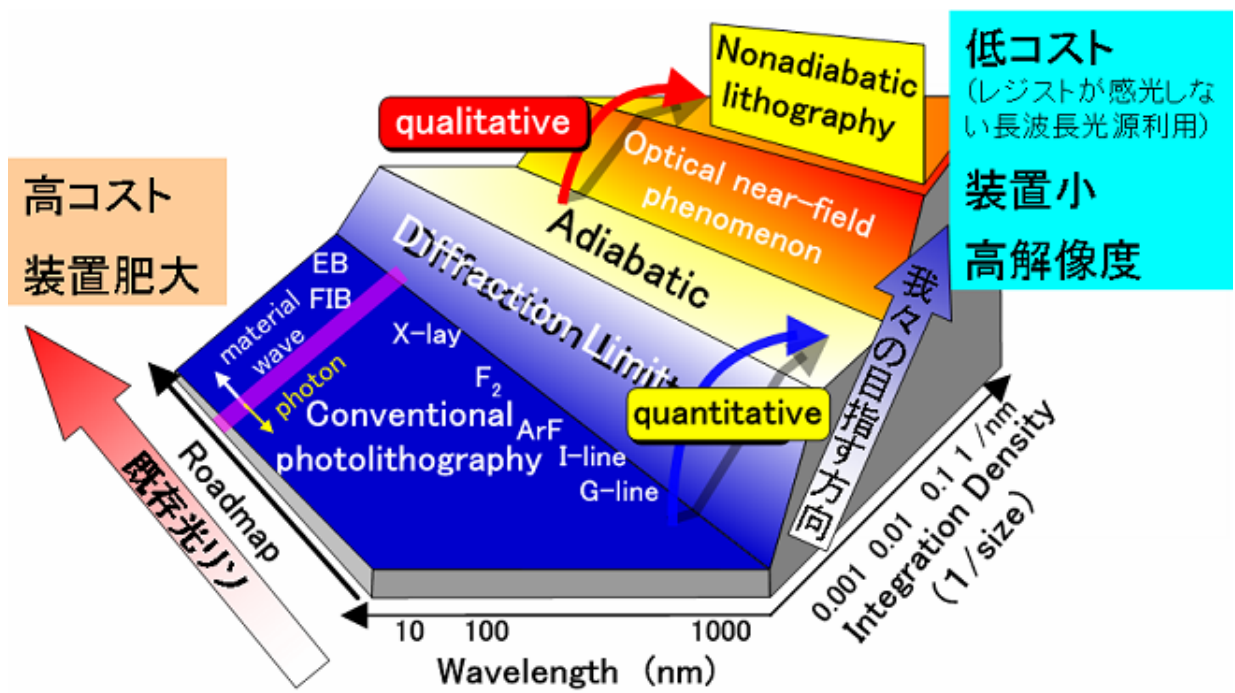 Nonadiabatic
lithography
qualitative
Optical near-field
phenomenon
Adiabatic
Diffraction Limit
quantitative
低コスト
(レジストが感光しな
い長波長光源利用)
装置小
高解像度
高コスト
装置肥大
EB
FIB
material
wave
photon
X-lay
F2
ArF
I-line
G-line
Conventional
photolithography
既存光リソ
Roadmap
我々の目指す方向
10 100 1000
Wavelength (nm)
0.001 0.01 0.1 1 /nm
Integration Density
(1/size)